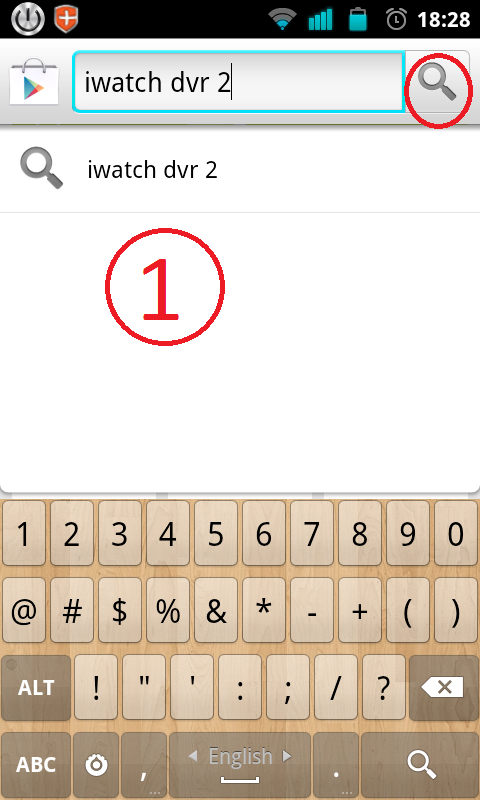 18:28
iwatch dvr 2
iwatch dvr 2
1
1 2 3 4 5 6 7 8 9 0
@ # $ % & * - + ( )
ALT ! " ' : ; / ?
ABC , English .